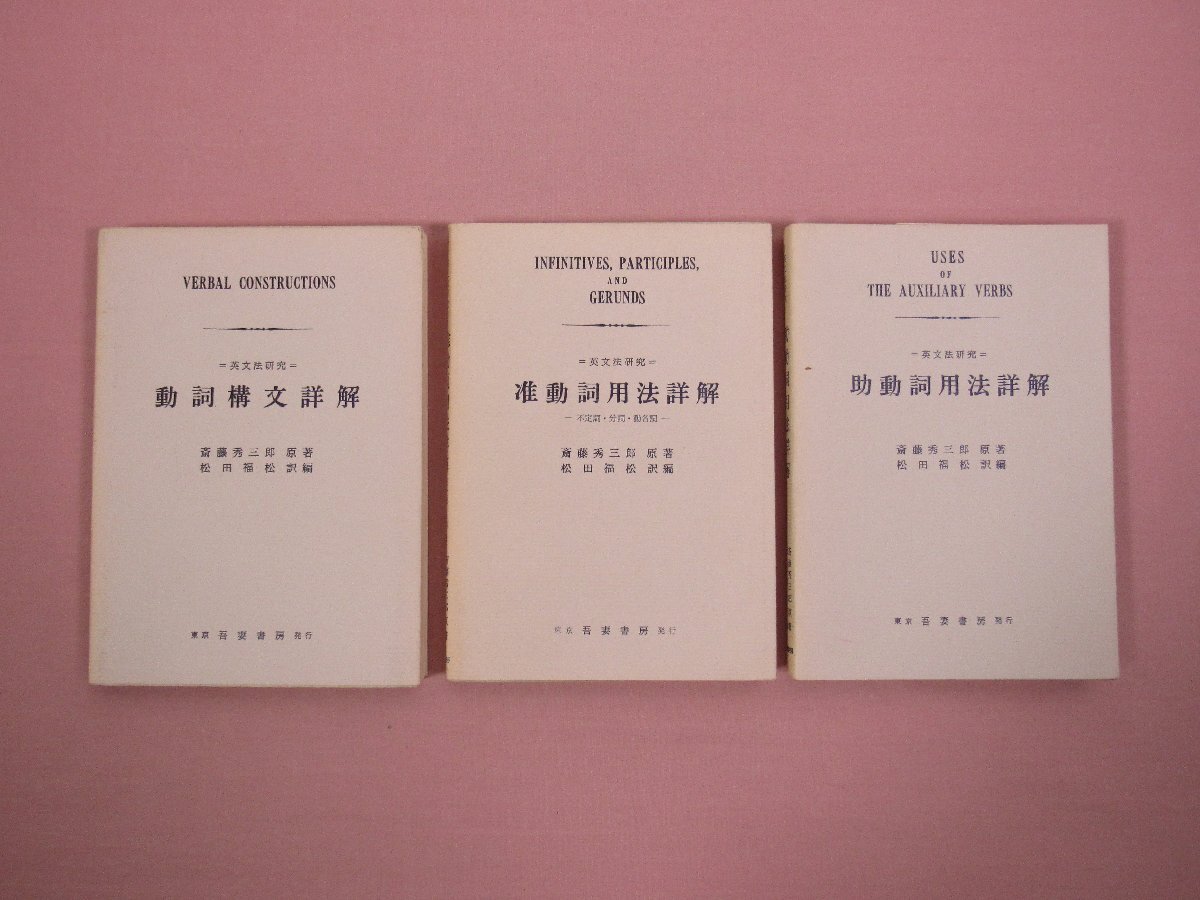 VERBAL CONSTRUCTIONS
=英文法研究=
動詞構文詳解
斎藤秀三郎 原著
松田福松 訳編
東京 吾妻書房 発行
INFINITIVES, PARTICIPLES,
AND
GERUNDS
=英文法研究=
准動詞用法詳解
―不定詞・分詞・動名詞―
斎藤秀三郎 原著
松田福松 訳編
東京 吾妻書房 発行
USES
OF
THE AUXILIARY VERBS
=英文法研究=
助動詞用法詳解
斎藤秀三郎 原著
松田福松 訳編
東京 吾妻書房 発行